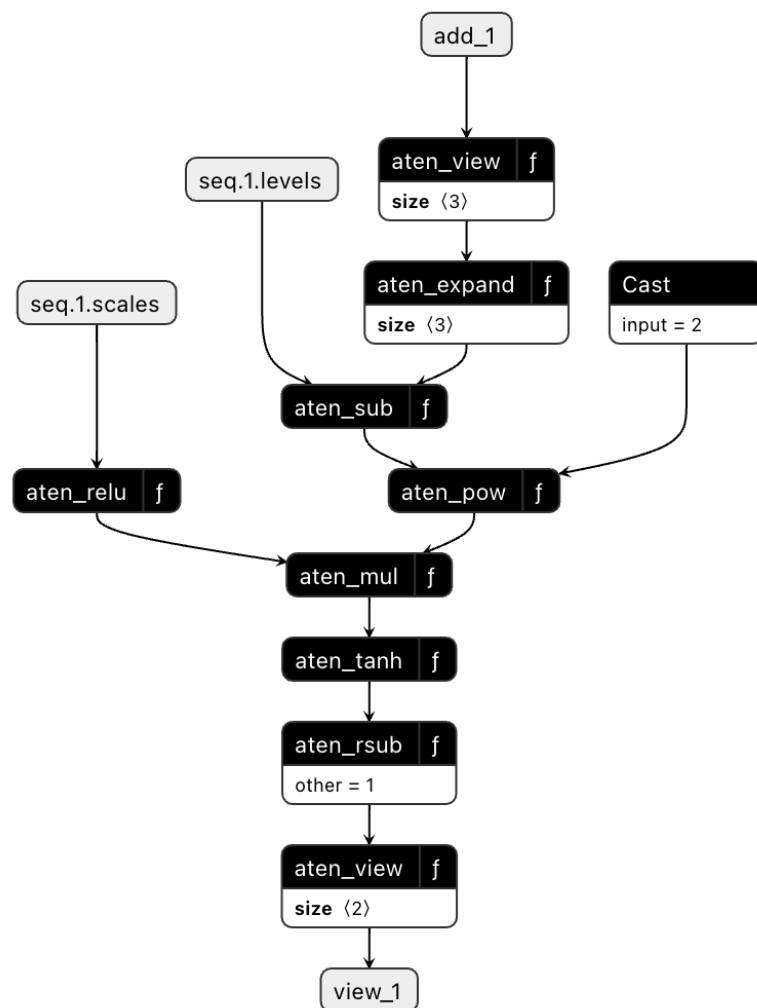 add_1
aten_view ƒ
size ⟨3⟩
seq.1.levels
aten_expand ƒ
size ⟨3⟩
Cast
input = 2
seq.1.scales
aten_sub ƒ
aten_relu ƒ
aten_pow ƒ
aten_mul ƒ
aten_tanh ƒ
aten_rsub ƒ
other = 1
aten_view ƒ
size ⟨2⟩
view_1